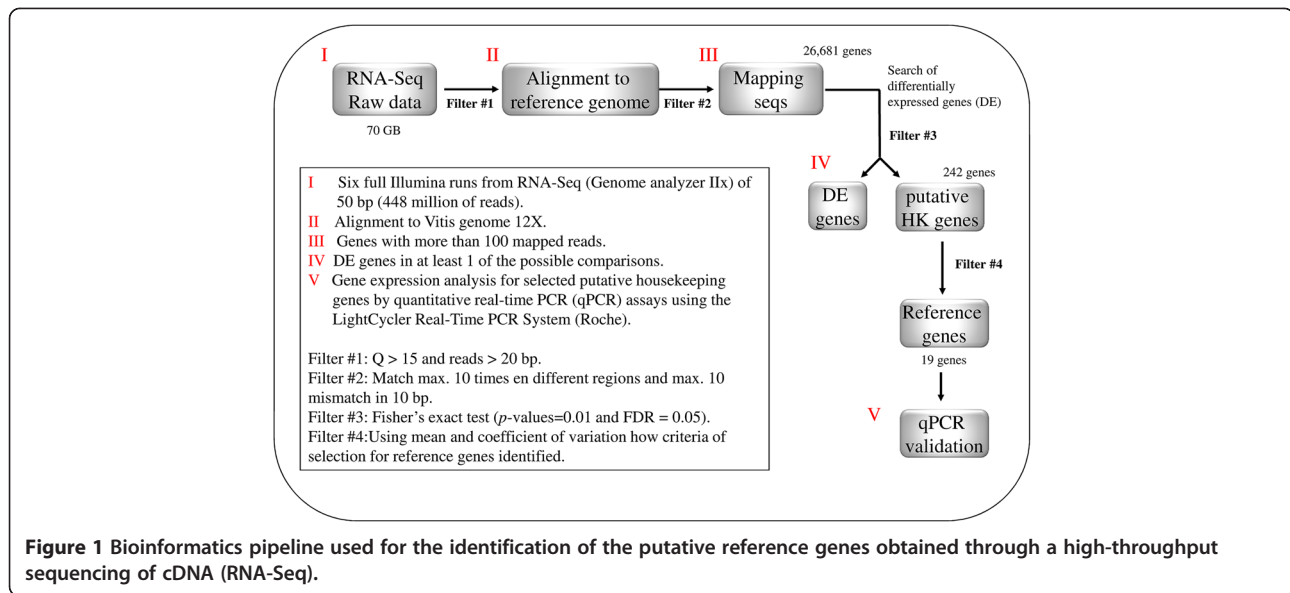 I
II
III
26,681 genes
RNA-Seq
Raw data
Filter #1
Alignment to
reference genome
Filter #2
Mapping
seqs
Search of
differentially
expressed genes (DE)
70 GB
Filter #3
IV
242 genes
DE
genes
putative
HK genes
Filter #4
Reference
genes
19 genes
V
qPCR
validation
I Six full Illumina runs from RNA-Seq (Genome analyzer IIx) of
50 bp (448 million of reads).
II Alignment to Vitis genome 12X.
III Genes with more than 100 mapped reads.
IV DE genes in at least 1 of the possible comparisons.
V Gene expression analysis for selected putative housekeeping
genes by quantitative real-time PCR (qPCR) assays using the
LightCycler Real-Time PCR System (Roche).
Filter #1: Q > 15 and reads > 20 bp.
Filter #2: Match max. 10 times en different regions and max. 10
mismatch in 10 bp.
Filter #3: Fisher's exact test (p-values=0.01 and FDR = 0.05).
Filter #4:Using mean and coefficient of variation how criteria of
selection for reference genes identified.
Figure 1 Bioinformatics pipeline used for the identification of the putative reference genes obtained through a high-throughput
sequencing of cDNA (RNA-Seq).